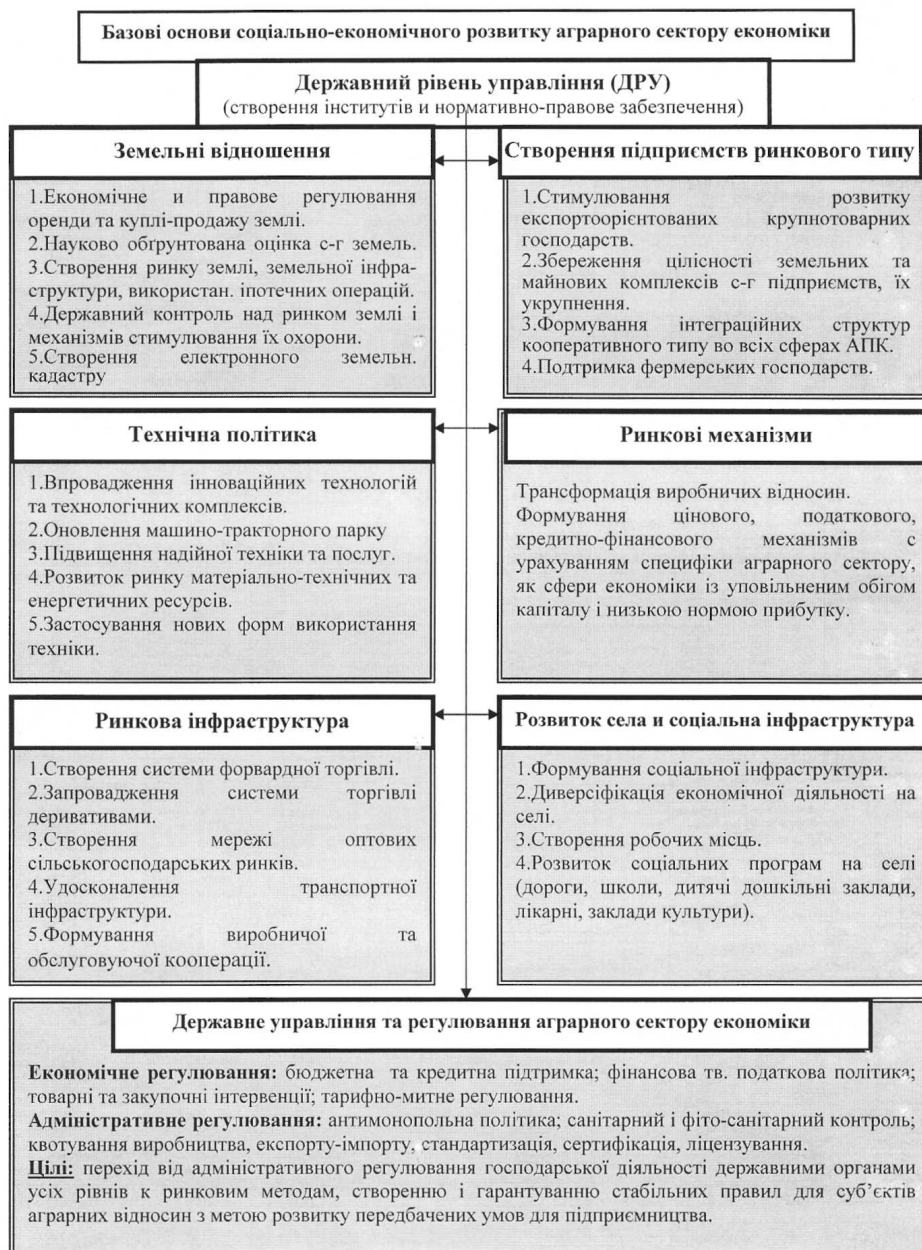 Базові основи соціально-економічного розвитку аграрного сектору економіки
Державний рівень управління (ДРУ)
(створення інститутів и нормативно-правове забезпечення)
Земельні відношення
1.Економічне и правове регулювання
оренди та куплі-продажу землі.
2.Науково обґрунтована оцінка с-г земель.
3.Створення ринку землі, земельної інфра-
структури, використан. іпотечних операцій.
4.Державний контроль над ринком землі і
механізмів стимулювання їх охорони.
5.Створення електронного земельн.
кадастру
Створення підприємств ринкового типу
1.Стимулювання розвитку
експортоорієнтованих крупнотоварних
господарств.
2.Збереження цілісності земельних та
майнових комплексів с-г підприємств, їх
укрупнення.
3.Формування інтеграційних структур
кооперативного типу во всіх сферах АПК.
4.Подтримка фермерських господарств.
Технічна політика
1.Впровадження інноваційних технологій
та технологічних комплексів.
2.Оновлення машино-тракторного парку
3.Підвищення надійної техніки та послуг.
4.Розвиток ринку матеріально-технічних та
енергетичних ресурсів.
5.Застосування нових форм використання
техніки.
Ринкові механізми
Трансформація виробничих відносин.
Формування цінового, податкового,
кредитно-фінансового механізмів с
урахуванням специфіки аграрного сектору,
як сфери економіки із уповільненим обігом
капіталу і низькою нормою прибутку.
Ринкова інфраструктура
1.Створення системи форвардної торгівлі.
2.Запровадження системи торгівлі
деривативами.
3.Створення мережі оптових
сільськогосподарських ринків.
4.Удосконалення транспортної
інфраструктури.
5.Формування виробничої та
обслуговуючої кооперації.
Розвиток села и соціальна інфраструктура
1.Формування соціальної інфраструктури.
2.Диверсіфікація економічної діяльності на
селі.
3.Створення робочих місць.
4.Розвиток соціальних програм на селі
(дороги, школи, дитячі дошкільні заклади,
лікарні, заклади культури).
Державне управління та регулювання аграрного сектору економіки
Економічне регулювання: бюджетна та кредитна підтримка; фінансова тв. податкова політика;
товарні та закупочні інтервенції; тарифно-митне регулювання.
Адміністративне регулювання: антимонопольна політика; санітарний і фіто-санітарний контроль;
квотування виробництва, експорту-імпорту, стандартизація, сертифікація, ліцензування.
Цілі: перехід від адміністративного регулювання господарської діяльності державними органами
усіх рівнів к ринковим методам, створенню і гарантуванню стабільних правил для суб’єктів
аграрних відносин з метою розвитку передбачених умов для підприємництва.